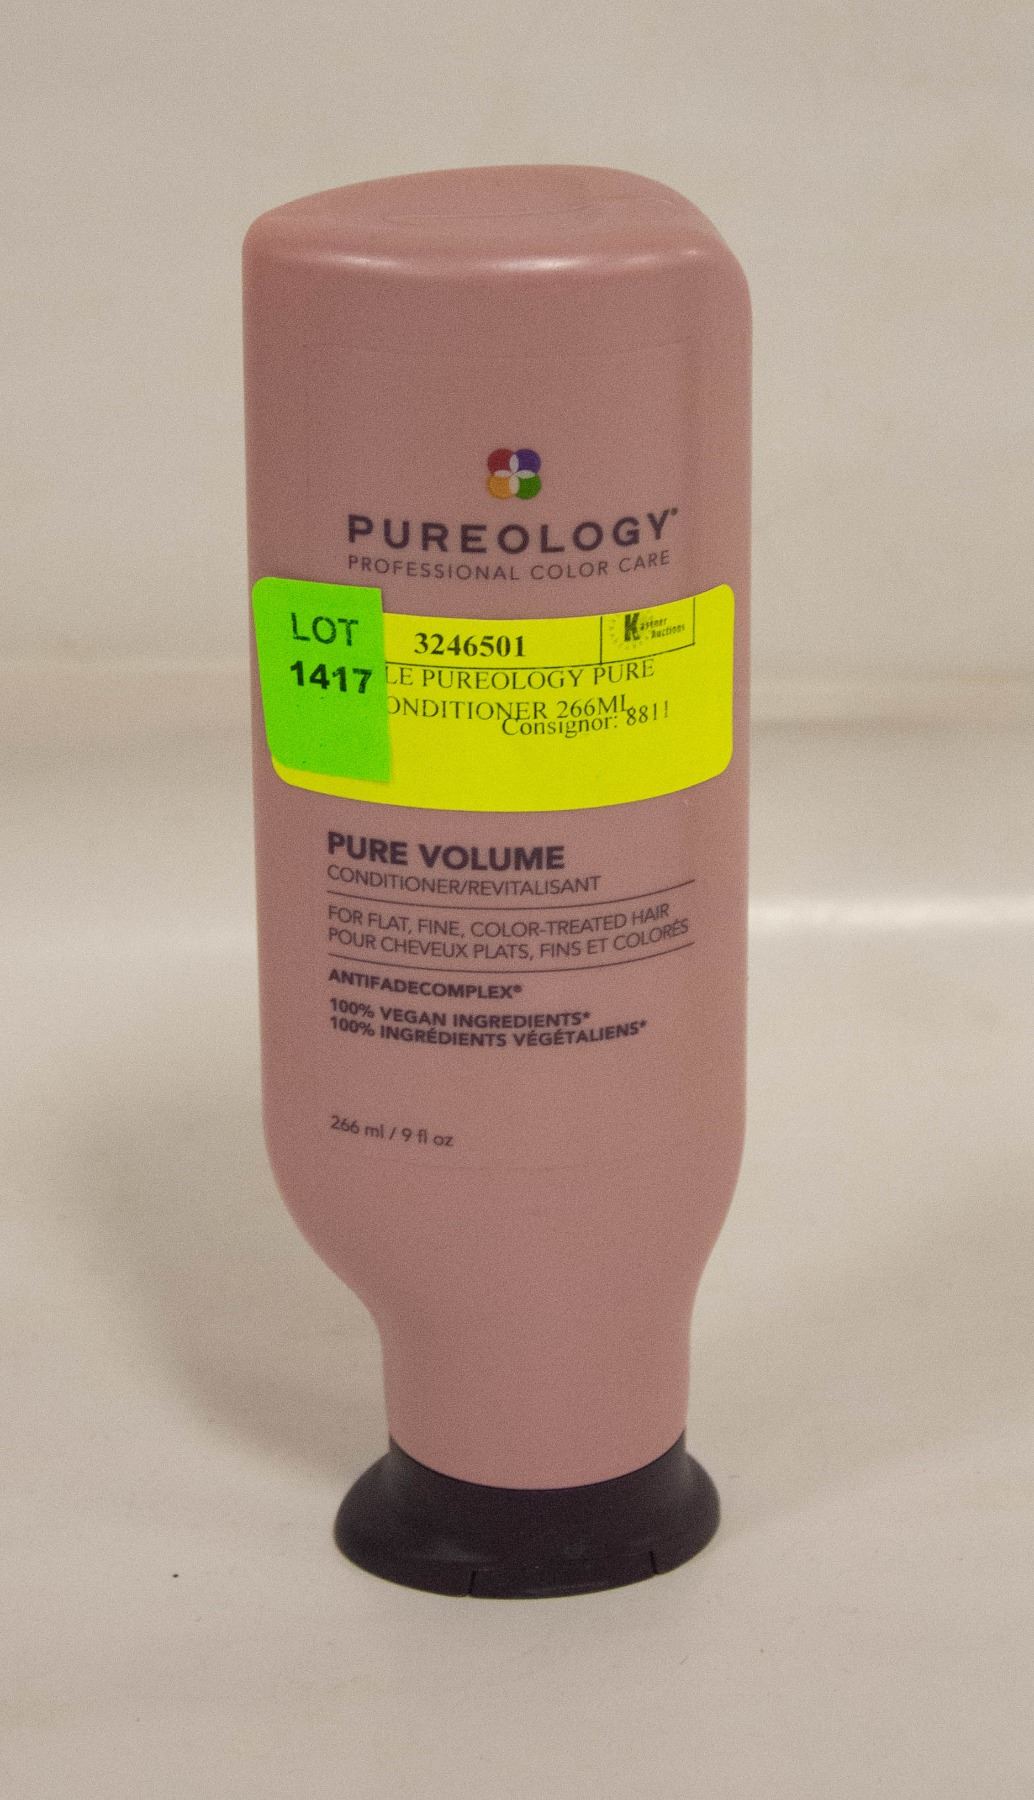 PUREOLOGY®
PROFESSIONAL COLOR CARE
LOT
1417
3246501
Kastner
Auctions
LE PUREOLOGY PURE
ONDITIONER 266ML
Consignor: 8811
PURE VOLUME
CONDITIONER/REVITALISANT
FOR FLAT, FINE, COLOR-TREATED HAIR
POUR CHEVEUX PLATS, FINS ET COLORÉS
ANTIFADECOMPLEX®
100% VEGAN INGREDIENTS*
100% INGRÉDIENTS VÉGÉTALIENS*
266 ml / 9 fl oz